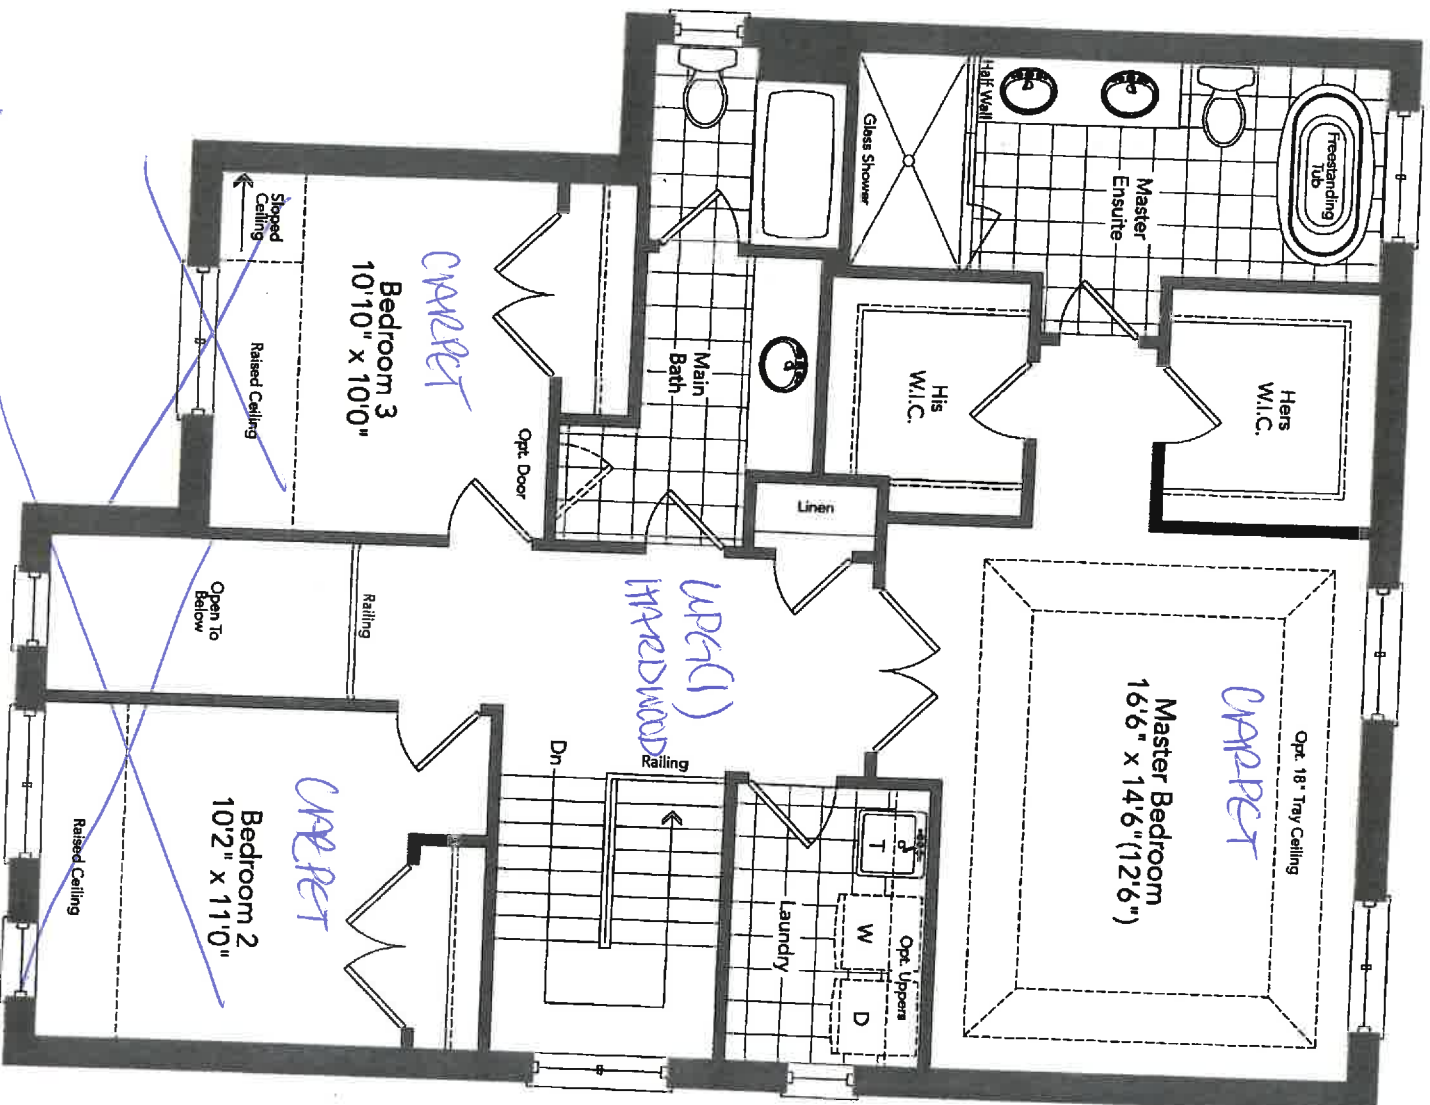 Freestanding
Tub
Master
Ensuite
Half Wall
Glass Shower
Hers
W.I.C.
His
W.I.C.
Main
Bath
Linen
Opt. Door
CARPET
Opt. 18" Tray Ceiling
Master Bedroom
16'6" x 14'6"(12'6")
CARPET
Bedroom 3
10'10" x 10'0"
Sloped
Ceiling
Raised Ceiling
UPG(1)
HARDWOOD
Railing
Dn
Opt. Uppers
T
W
D
Laundry
Railing
Open To
Below
CARPET
Bedroom 2
10'2" x 11'0"
Raised Ceiling